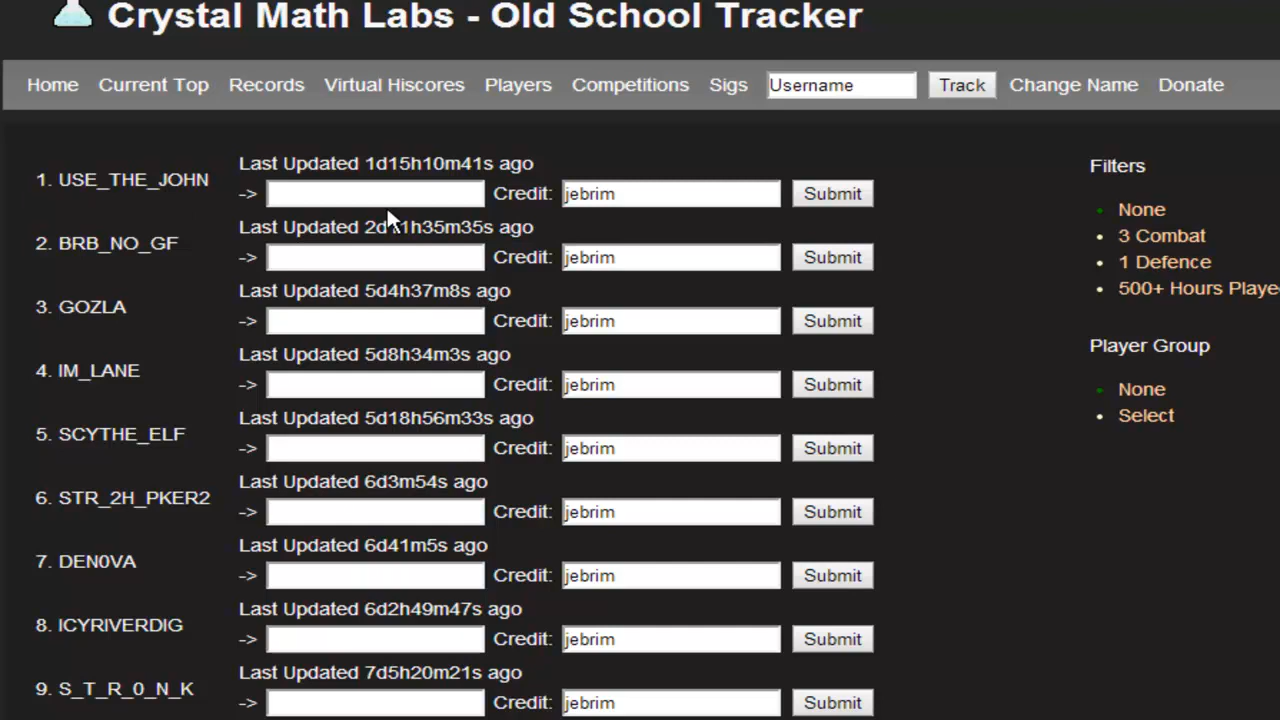 Crystal Math Labs - Old School Tracker
Home Current Top Records Virtual Hiscores Players Competitions Sigs Username Track Change Name Donate
Last Updated 1d15h10m41s ago
1. USE_THE_JOHN
-> Credit: jebrim Submit
Last Updated ago
2. BRB_NO_GF
-> Credit: jebrim Submit
Last Updated 5d4h37m8s ago
3. GOZLA
-> Credit: jebrim Submit
Last Updated 5d8h34m3s ago
4. IM_LANE
-> Credit: jebrim Submit
Last Updated 5d18h56m33s ago
5. SCYTHE_ELF
-> Credit: jebrim Submit
Last Updated 6d3m54s ago
6. STR_2H_PKER2
-> Credit: jebrim Submit
Last Updated 6d41m5s ago
7. DEN0VA
-> Credit: jebrim Submit
Last Updated 6d2h49m47s ago
8. ICYRIVERDIG
-> Credit: jebrim Submit
Last Updated 7d5h20m21s ago
9. S_T_R_0_N_K
-> Credit: jebrim Submit
Filters
None
3 Combat
1 Defence
500+ Hours Playe
Player Group
None
Select